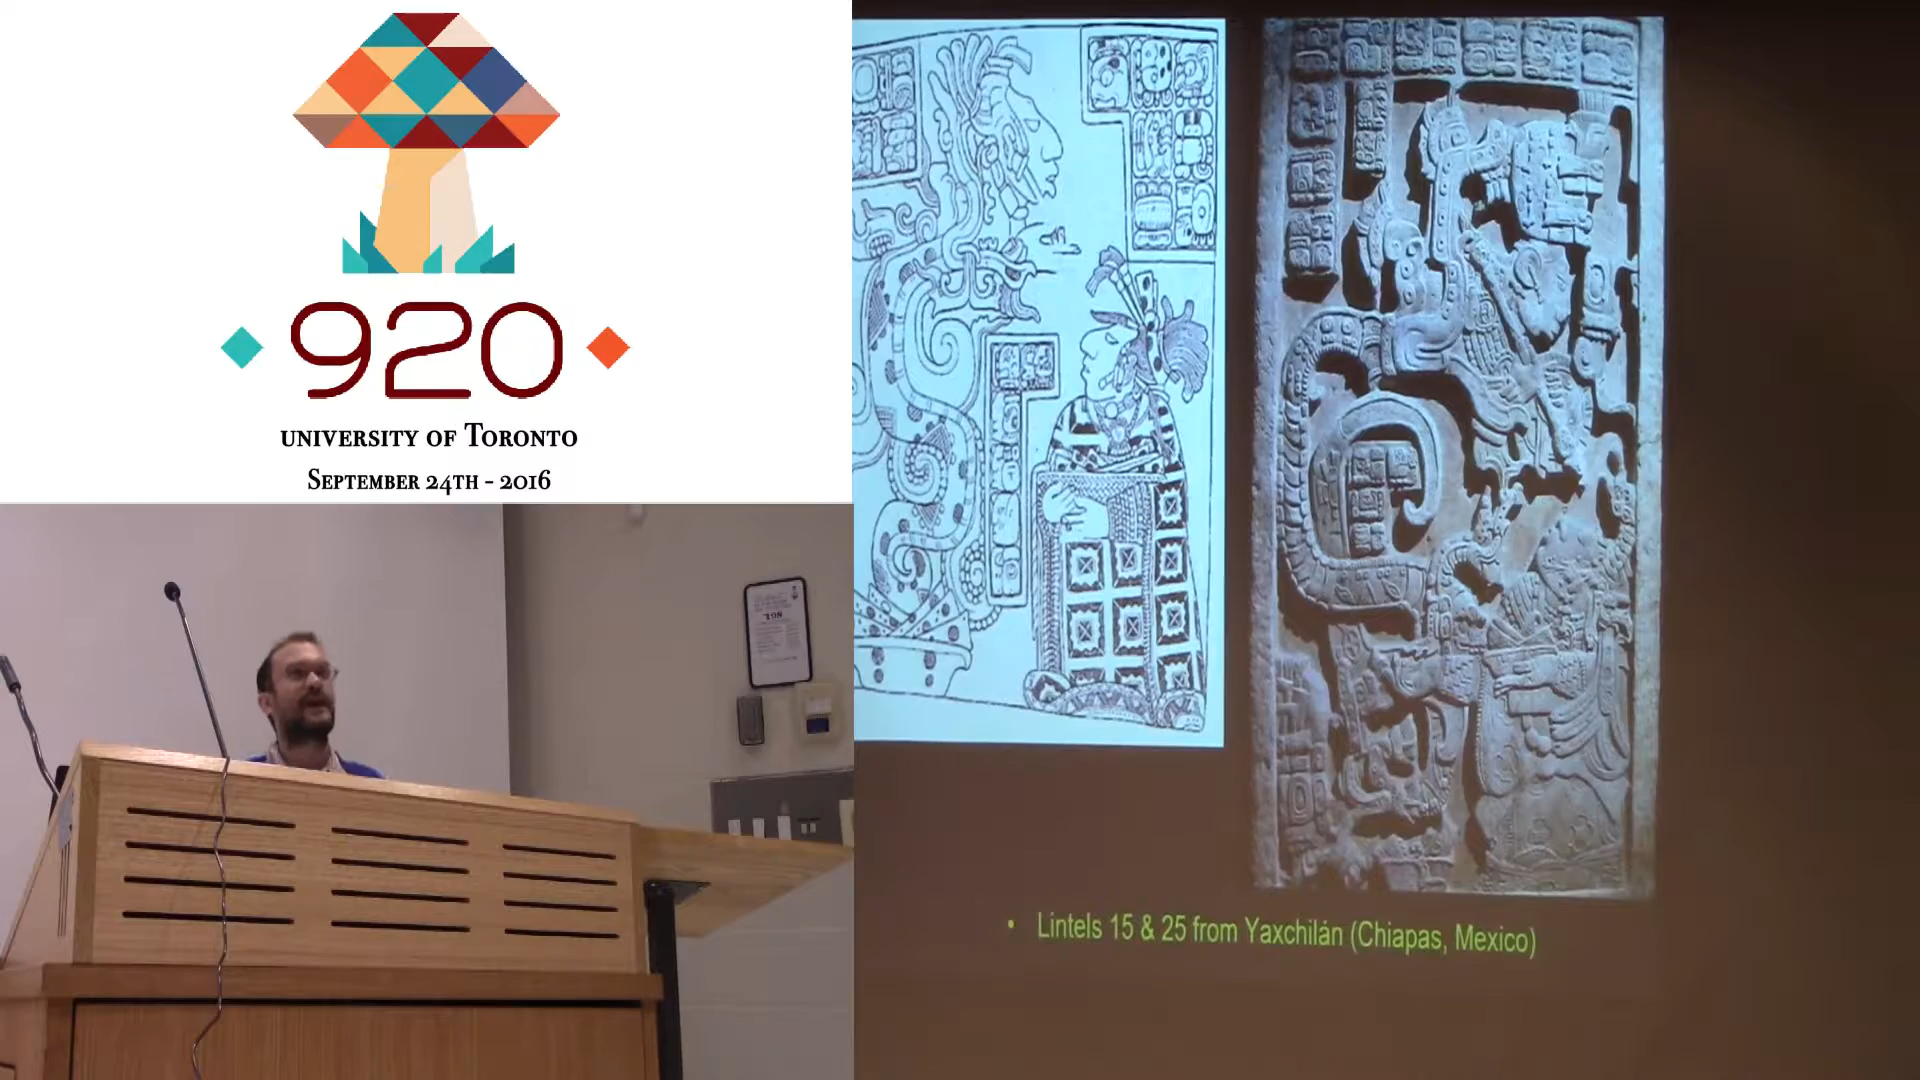 920
UNIVERSITY OF TORONTO
SEPTEMBER 24TH - 2016
• Lintels 15 & 25 from Yaxchilán (Chiapas, Mexico)